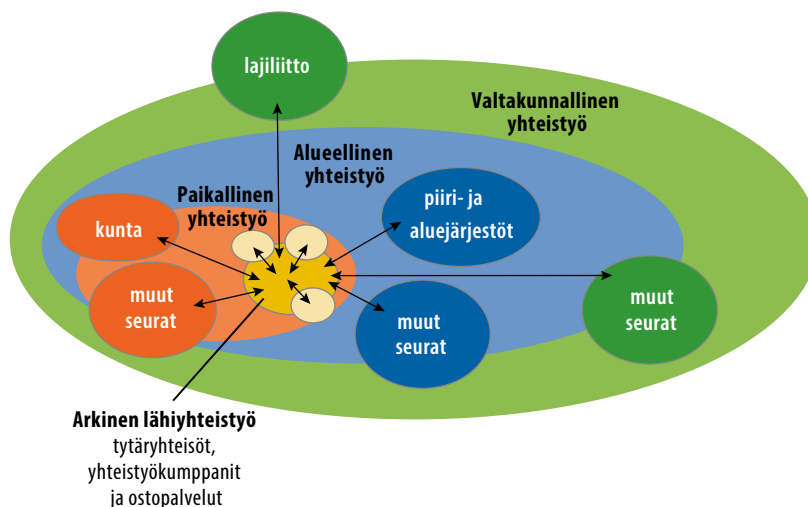 lajiliitto
Valtakunnallinen
yhteistyö
Alueellinen
yhteistyö
Paikallinen
yhteistyö
piiri- ja
aluejärjestöt
kunta
muut
seurat
muut
seurat
muut
seurat
Arkinen lähiyhteistyö
tytäryhteisöt,
yhteistyökumppanit
ja ostopalvelut